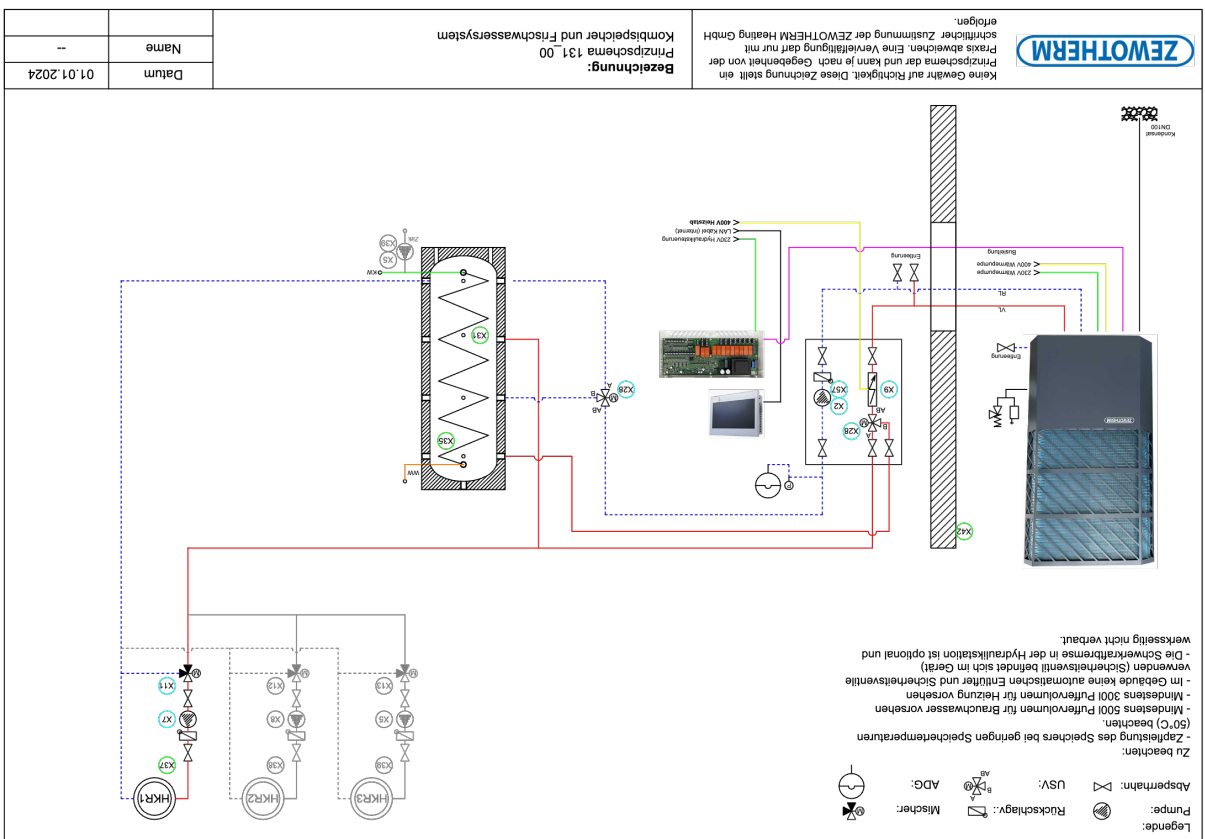 Legende:
Pumpe:
Rückschlagv.:
Mischer:
M
Absperrhahn:
USV:
A
B
M
AB
ADG:
Zu beachten:
- Zapfleistung des Speichers bei geringen Speichertemperaturen
(50°C) beachten.
- Mindestens 500l Puffervolumen für Brauchwasser vorsehen
- Mindestens 300l Puffervolumen für Heizung vorsehen
- Im Gebäude keine automatischen Entlüfter und Sicherheitsventile
verwenden (Sicherheitsventil befindet sich im Gerät)
- Die Schwerkraftbremse in der Hydraulikstation ist optional und
werksseitig nicht verbaut.
HKR3
HKR2
HKR1
X39
X38
X37
X5
X8
X7
X13
X12
X11
M
M
M
X42
P
WW
X35
ZEWOTHERM
A
B
M
X28
AB
X2
X57
X9
AB
M
B
A
X28
Entleerung
X31
VL
RL
230V Wärmepumpe
400V Wärmepumpe
Busleitung
Entleerung
230V Hydrauliksteuerung
LAN Kabel (Internet)
400V Heizstab
KW
X5
X39
Zirk.
Kondensat
DN100
ZEWOTHERM
Keine Gewähr auf Richtigkeit. Diese Zeichnung stellt ein
Prinzipschema dar und kann je nach Gegebenheit von der
Praxis abweichen. Eine Vervielfältigung darf nur mit
schriftlicher Zustimmung der ZEWOTHERM Heating GmbH
erfolgen.
Bezeichnung:
Prinzipschema 131_00
Kombispeicher und Frischwassersystem
Datum
01.01.2024
Name
--